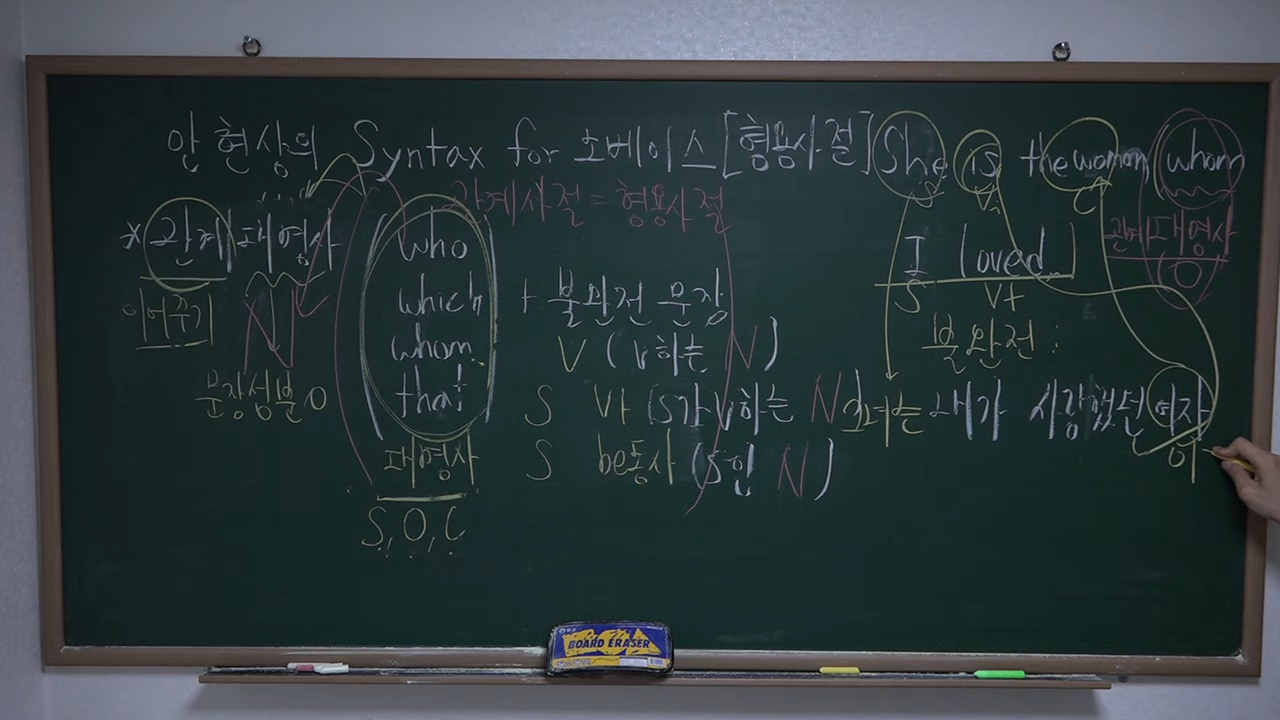 안현상의 Syntax for 초베이스 [형용사절] She is the woman whom
S V C
관계사절 = 형용사절
* 관계대명사
who
which
whom
that
이어주기
N
문장성분 O
대명사
S, O, C
+ 불완전 문장
V (V하는 N)
S Vt (S가 V하는 N)
S be동사 (S인 N)
관계대명사
(O)
I loved
S Vt
불완전 :
그녀는 내가 사랑했던 여자
이
BOARD ERASER